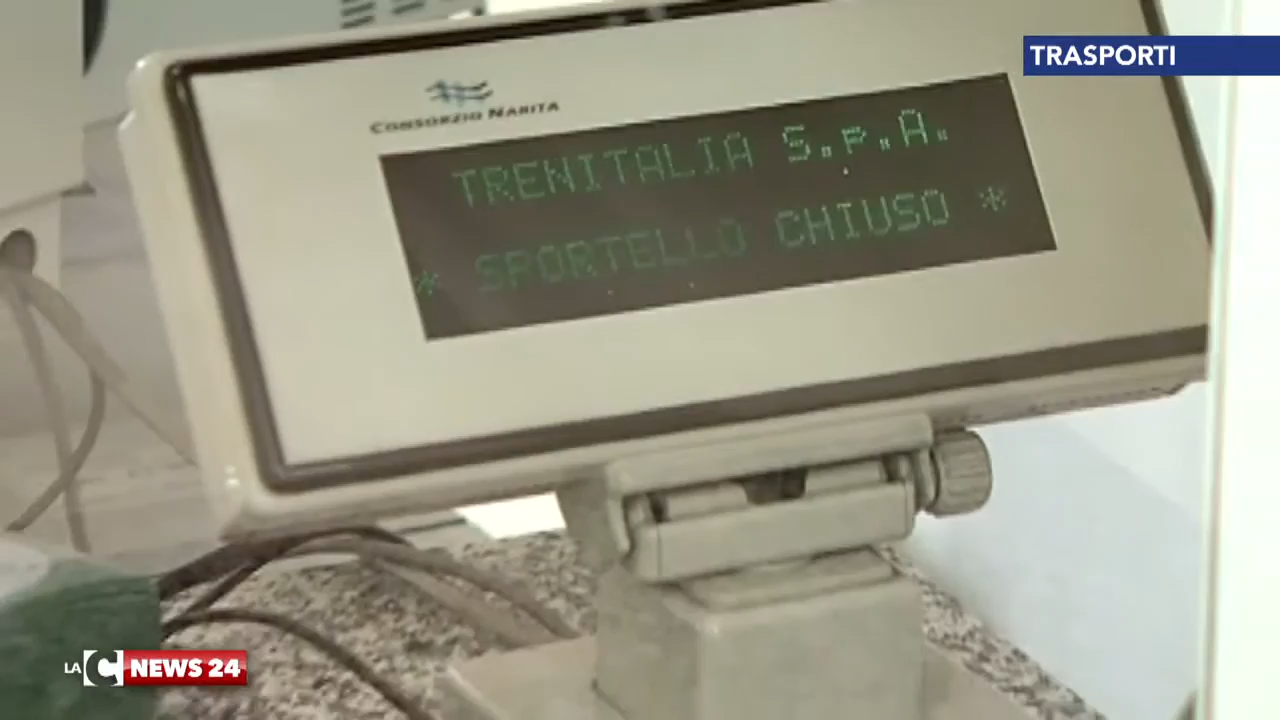 TRASPORTI
CONSORZIO NARITA
TRENITALIA S.p.A.
* SPORTELLO CHIUSO *
LA C NEWS 24